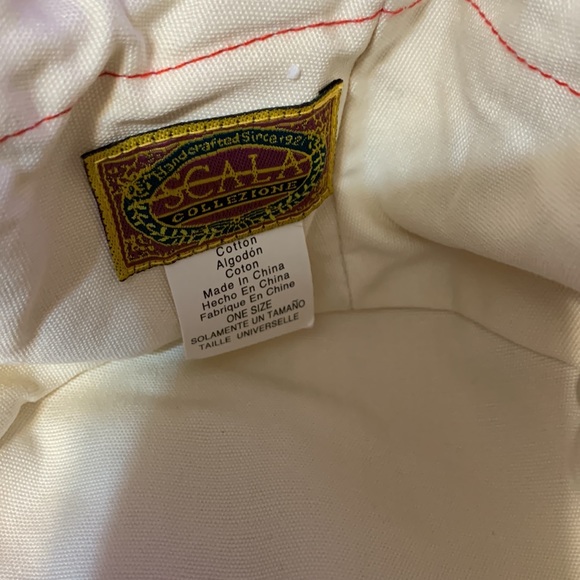 Handcrafted Since 1921
SCALA
COLLEZIONE
Cotton
Algodón
Coton
Made In China
Hecho En China
Fabrique En Chine
ONE SIZE
SOLAMENTE UN TAMAÑO
TAILLE UNIVERSELLE